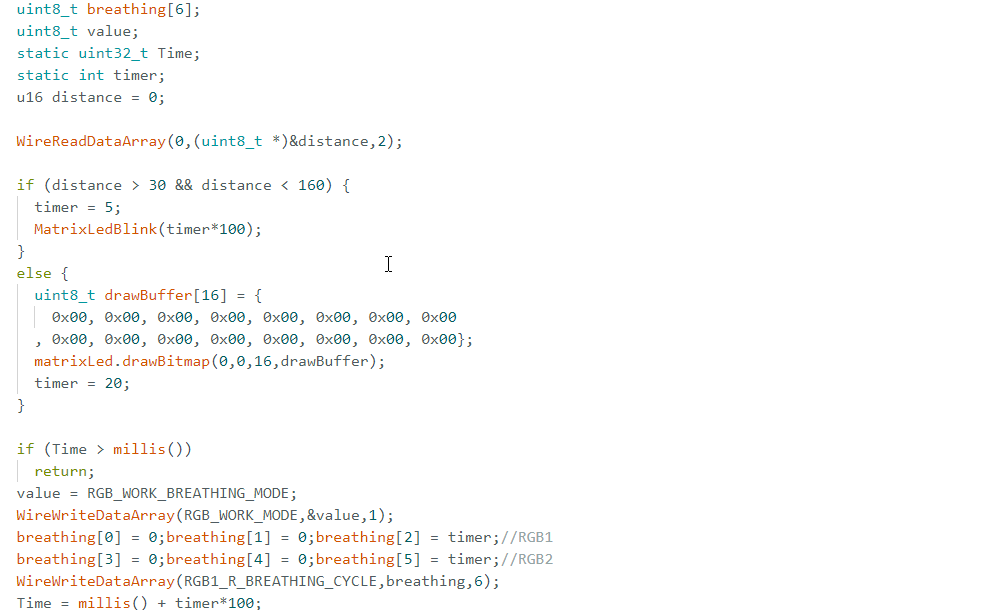 uint8_t breathing[6];
uint8_t value;
static uint32_t Time;
static int timer;
u16 distance = 0;
WireReadDataArray(0,(uint8_t *)&distance,2);
if (distance > 30 && distance < 160) {
timer = 5;
MatrixLedBlink(timer*100);
}
else {
uint8_t drawBuffer[16] = {
0x00, 0x00, 0x00, 0x00, 0x00, 0x00, 0x00, 0x00
, 0x00, 0x00, 0x00, 0x00, 0x00, 0x00, 0x00, 0x00};
matrixLed.drawBitmap(0,0,16,drawBuffer);
timer = 20;
}
if (Time > millis())
return;
value = RGB_WORK_BREATHING_MODE;
WireWriteDataArray(RGB_WORK_MODE,&value,1);
breathing[0] = 0;breathing[1] = 0;breathing[2] = timer;//RGB1
breathing[3] = 0;breathing[4] = 0;breathing[5] = timer;//RGB2
WireWriteDataArray(RGB1_R_BREATHING_CYCLE,breathing,6);
Time = millis() + timer*100;